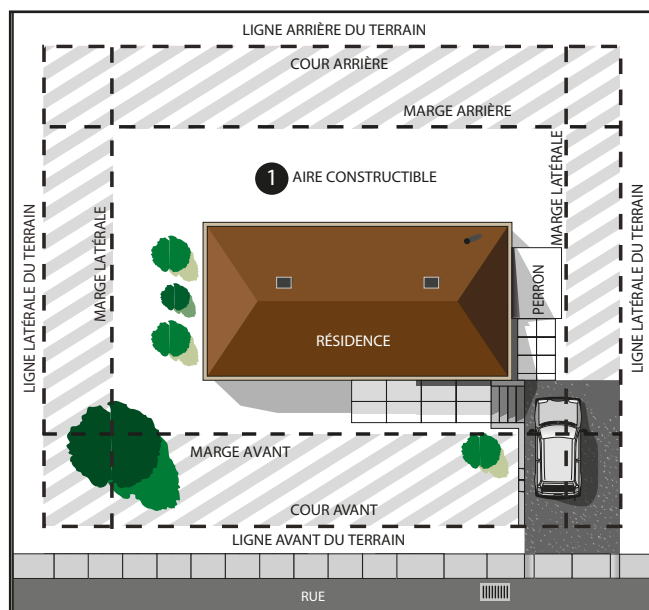 LIGNE ARRIÈRE DU TERRAIN
COUR ARRIÈRE
MARGE ARRIÈRE
1 AIRE CONSTRUCTIBLE
LIGNE LATÉRALE DU TERRAIN
MARGE LATÉRALE
MARGE LATÉRALE
LIGNE LATÉRALE DU TERRAIN
PERRON
RÉSIDENCE
MARGE AVANT
COUR AVANT
LIGNE AVANT DU TERRAIN
RUE